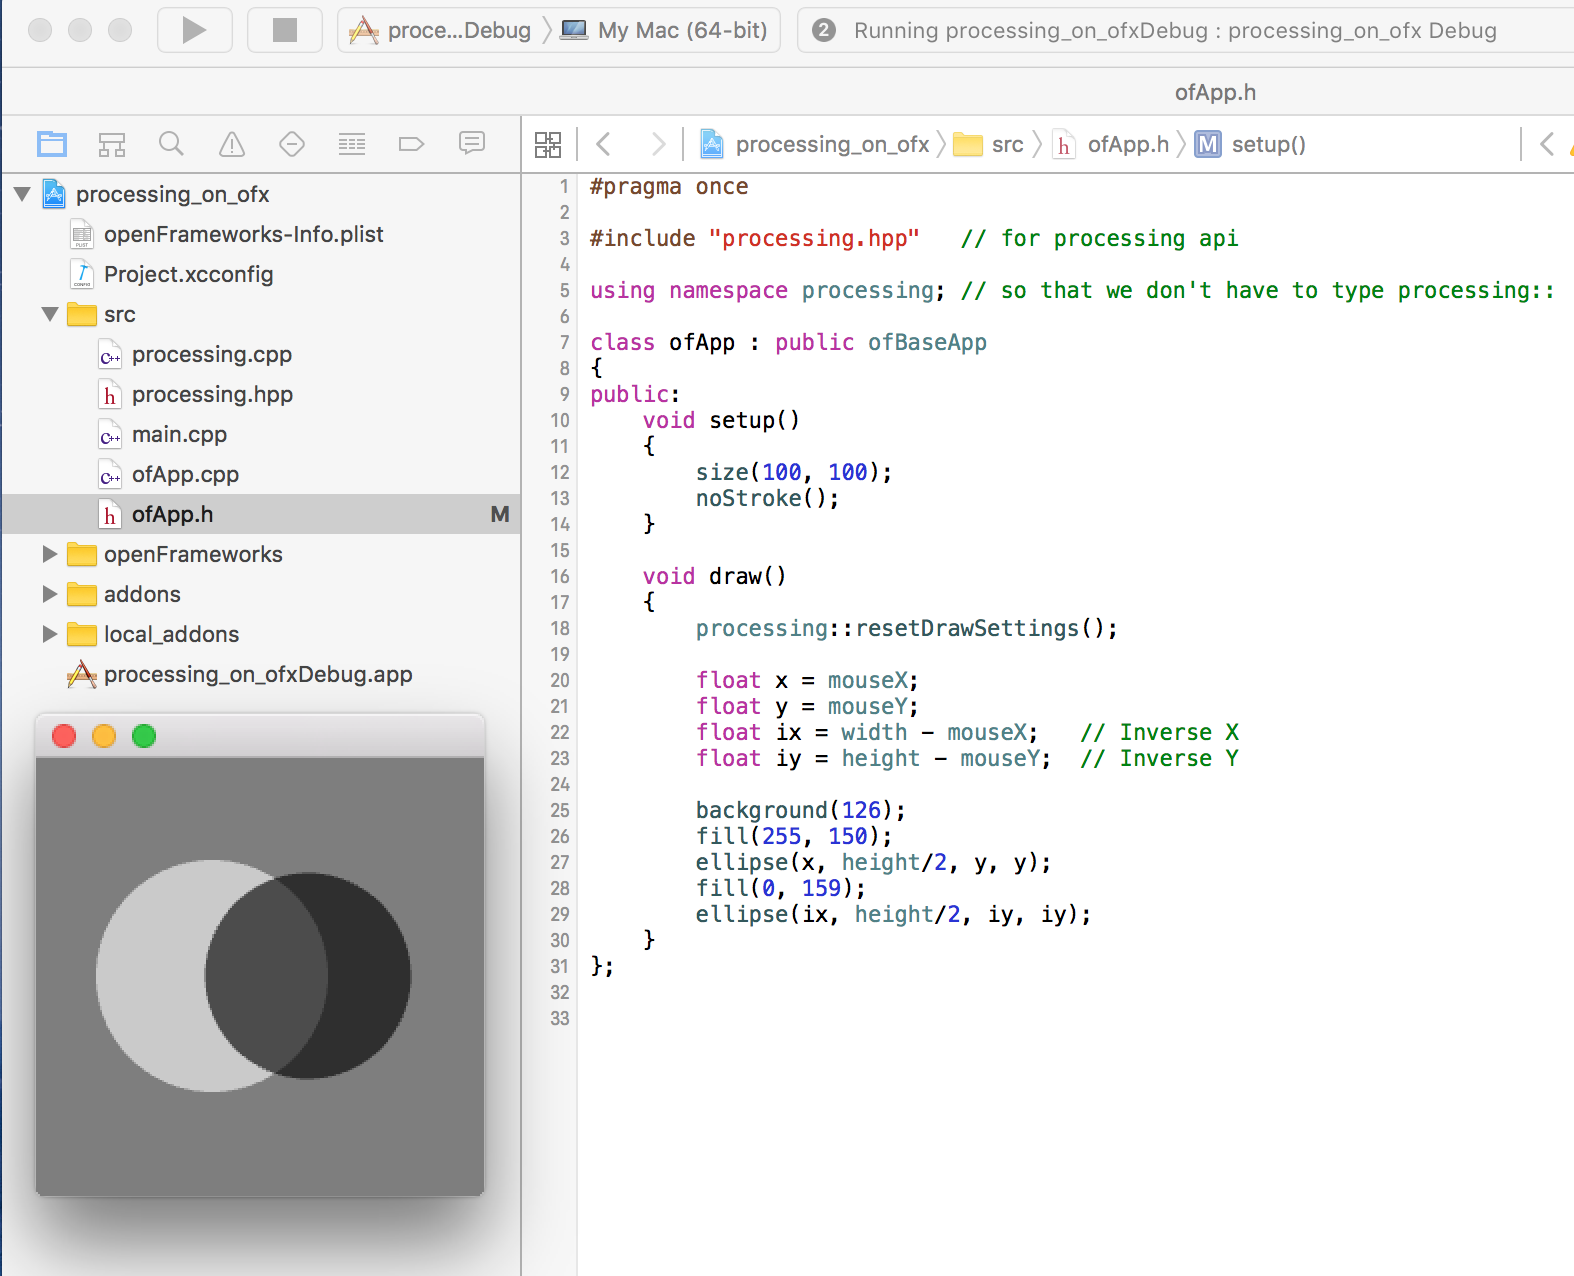 proce...Debug My Mac (64-bit) 2 Running processing_on_ofxDebug : processing_on_ofx Debug
ofApp.h
processing_on_ofx src h ofApp.h M setup()
processing_on_ofx
PLIST openFrameworks-Info.plist
CONFIG Project.xcconfig
src
C++ processing.cpp
h processing.hpp
C++ main.cpp
C++ ofApp.cpp
h ofApp.h M
openFrameworks
addons
local_addons
processing_on_ofxDebug.app
1 #pragma once
2
3 #include "processing.hpp"   // for processing api
4
5 using namespace processing; // so that we don't have to type processing::
6
7 class ofApp : public ofBaseApp
8 {
9 public:
10     void setup()
11     {
12         size(100, 100);
13         noStroke();
14     }
15
16     void draw()
17     {
18         processing::resetDrawSettings();
19
20         float x = mouseX;
21         float y = mouseY;
22         float ix = width - mouseX;   // Inverse X
23         float iy = height - mouseY;  // Inverse Y
24
25         background(126);
26         fill(255, 150);
27         ellipse(x, height/2, y, y);
28         fill(0, 159);
29         ellipse(ix, height/2, iy, iy);
30     }
31 };
32
33